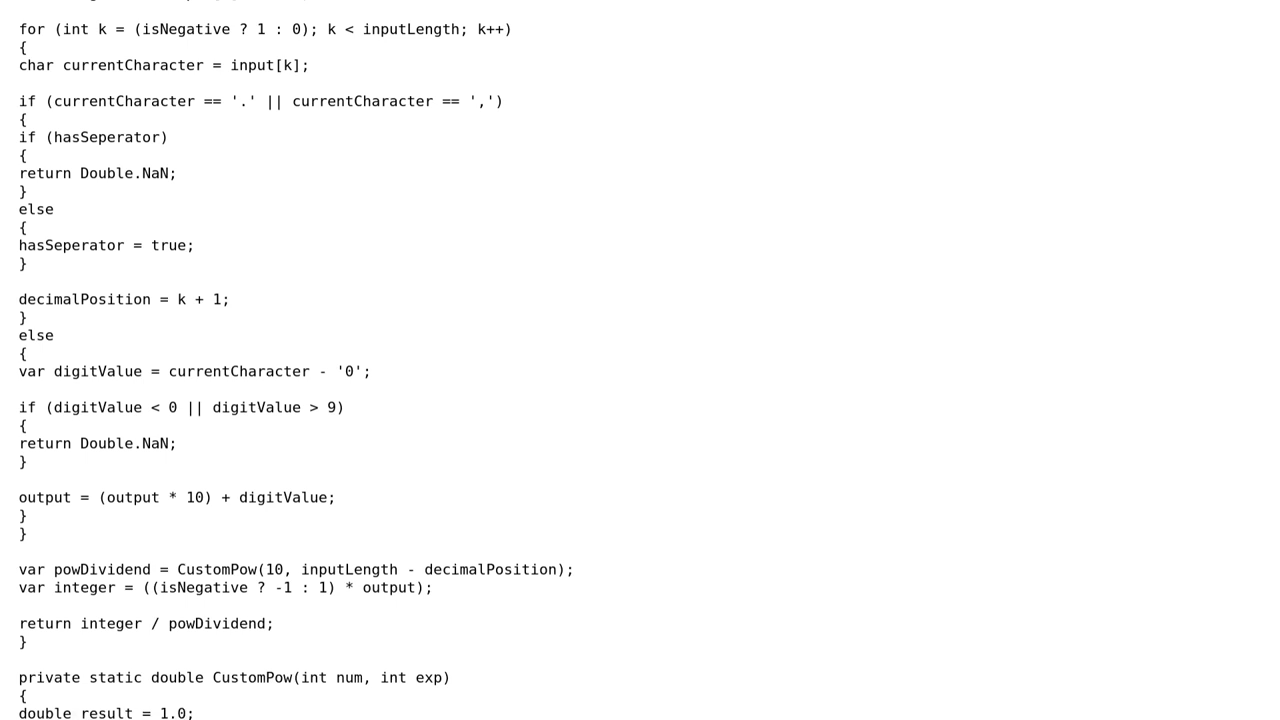 for (int k = (isNegative ? 1 : 0); k < inputLength; k++)
{
char currentCharacter = input[k];
if (currentCharacter == '.' || currentCharacter == ',')
{
if (hasSeperator)
{
return Double.NaN;
}
else
{
hasSeperator = true;
}
decimalPosition = k + 1;
}
else
{
var digitValue = currentCharacter - '0';
if (digitValue < 0 || digitValue > 9)
{
return Double.NaN;
}
output = (output * 10) + digitValue;
}
}
var powDividend = CustomPow(10, inputLength - decimalPosition);
var integer = ((isNegative ? -1 : 1) * output);
return integer / powDividend;
}
private static double CustomPow(int num, int exp)
{
double result = 1.0;